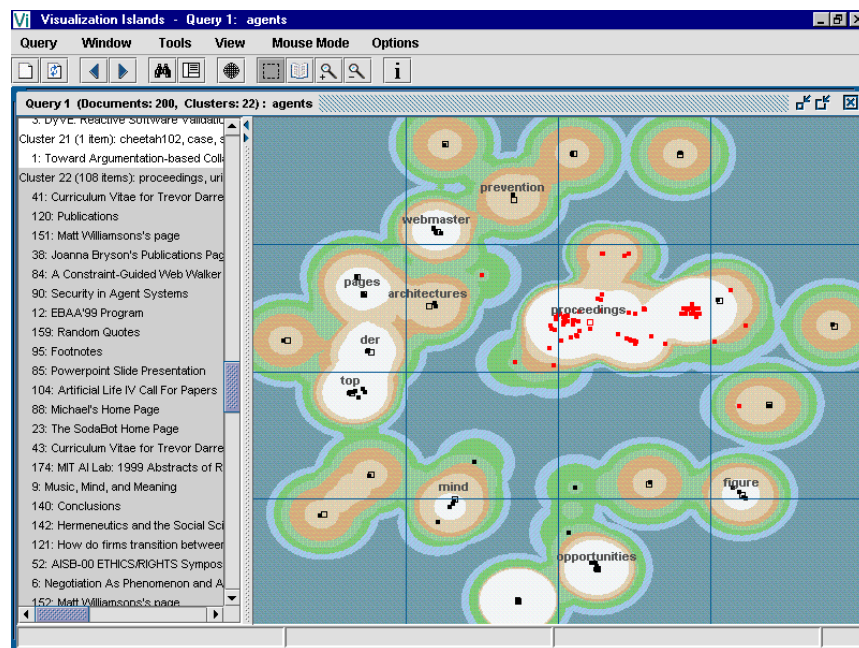 Vi Visualization Islands - Query 1: agents
Query Window Tools View Mouse Mode Options
Query 1 (Documents: 200, Clusters: 22) : agents
3: DyVE: Reactive Software Validatic
Cluster 21 (1 item): cheetah102, case, s
1: Toward Argumentation-based Coll
Cluster 22 (108 items): proceedings, uri
41: Curriculum Vitae for Trevor Darre
120: Publications
151: Matt Williamsons's page
38: Joanna Bryson's Publications Pag
84: A Constraint-Guided Web Walker
90: Security in Agent Systems
12: EBAA'99 Program
159: Random Quotes
95: Footnotes
85: Powerpoint Slide Presentation
104: Artificial Life IV Call For Papers
88: Michael's Home Page
23: The SodaBot Home Page
43: Curriculum Vitae for Trevor Darre
174: MIT AI Lab: 1999 Abstracts of R
9: Music, Mind, and Meaning
140: Conclusions
142: Hermeneutics and the Social Sci
121: How do firms transition between
52: AISB-00 ETHICS/RIGHTS Sympos
6: Negotiation As Phenomenon and A
152: Matt Williamsons's page
prevention
webmaster
pages
architectures
proceedings
der
top
mind
figure
opportunities